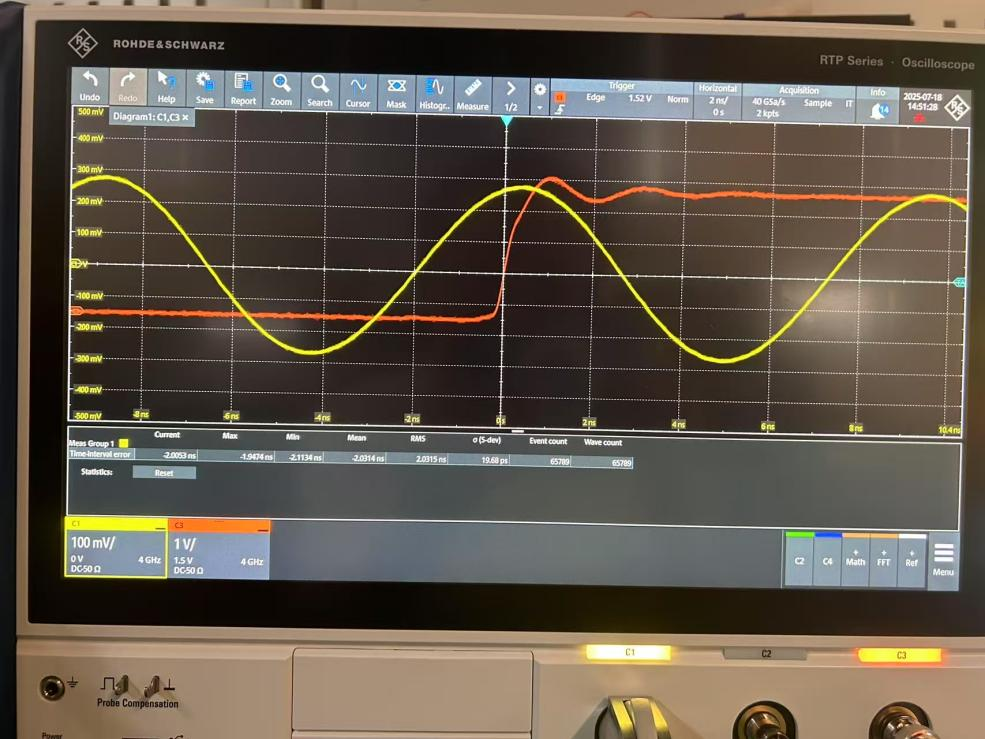 ROHDE&SCHWARZ
RTP Series · Oscilloscope
Undo Redo Help Save Report Zoom Search Cursor Mask Histogr.. Measure 1/2
Trigger
Edge 1.52 V Norm
Horizontal
2 ns/
0 s
Acquisition
40 GSa/s Sample IT
2 kpts
Info
14
2025-07-18
14:51:28
Diagram1: C1,C3 ×
500 mV
400 mV
300 mV
200 mV
100 mV
-100 mV
-200 mV
-300 mV
-400 mV
-500 mV
-8 ns -6 ns -4 ns -2 ns 0 s 2 ns 4 ns 6 ns 8 ns 10.4 ns
Meas Group 1 Current Max Min Mean RMS σ (S-dev) Event count Wave count
Time-Interval error -2.0053 ns -1.9474 ns -2.1134 ns -2.0314 ns 2.0315 ns 19.68 ps 65789 65789
Statistics: Reset
C1
100 mV/
0 V 4 GHz
DC-50 Ω
C3
1 V/
1.5 V 4 GHz
DC-50 Ω
C2 C4 + Math + FFT + Ref Menu
C1 C2 C3
Probe Compensation
Power